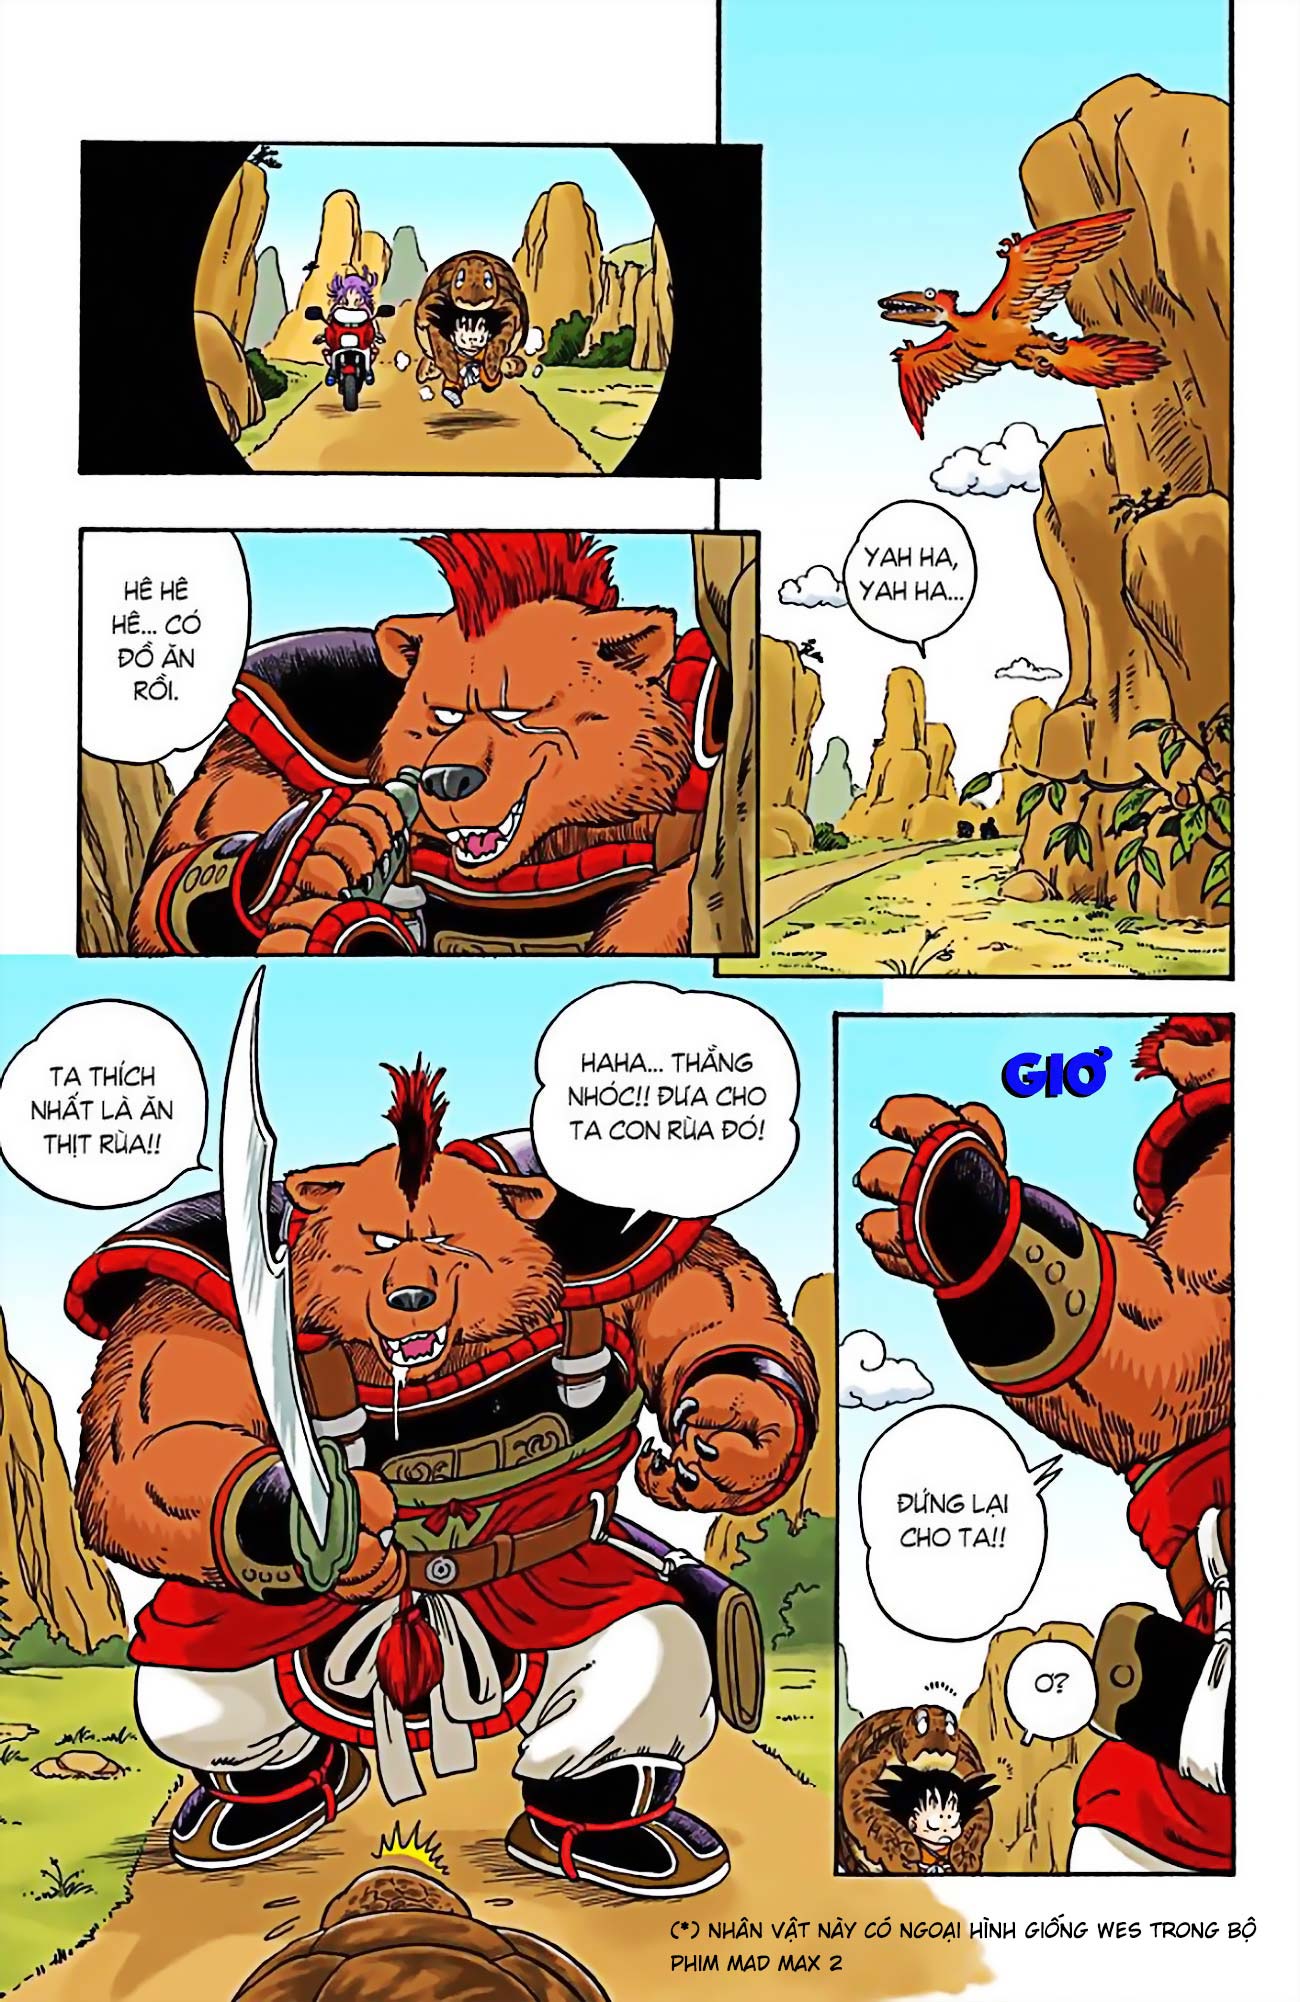 YAH HA,
YAH HA...
HÊ HÊ
HÊ... CÓ
ĐỒ ĂN
RỒI.
GIƠ
ĐỨNG LẠI
CHO TA!!
Ơ?
HAHA... THẰNG
NHÓC!! ĐƯA CHO
TA CON RÙA ĐÓ!
TA THÍCH
NHẤT LÀ ĂN
THỊT RÙA!!
(*) NHÂN VẬT NÀY CÓ NGOẠI HÌNH GIỐNG WES TRONG BỘ
PHIM MAD MAX 2